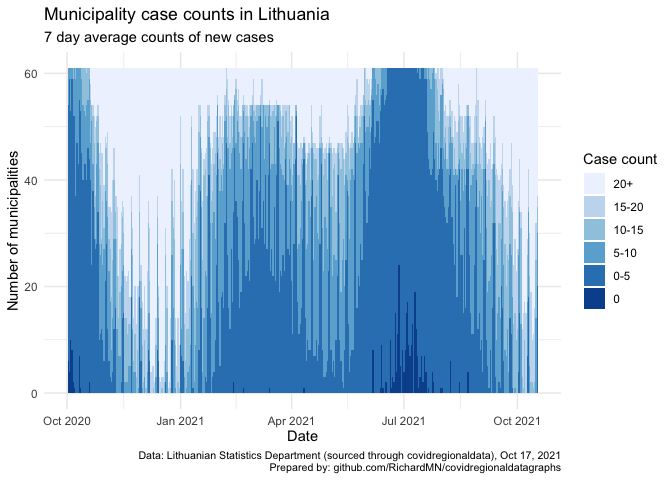 Municipality case counts in Lithuania
7 day average counts of new cases
Number of municipalities
60
40
20
0
Oct 2020
Jan 2021
Apr 2021
Jul 2021
Oct 2021
Date
Case count
20+
15-20
10-15
5-10
0-5
0
Data: Lithuanian Statistics Department (sourced through covidregionaldata), Oct 17, 2021
Prepared by: github.com/RichardMN/covidregionaldatagraphs